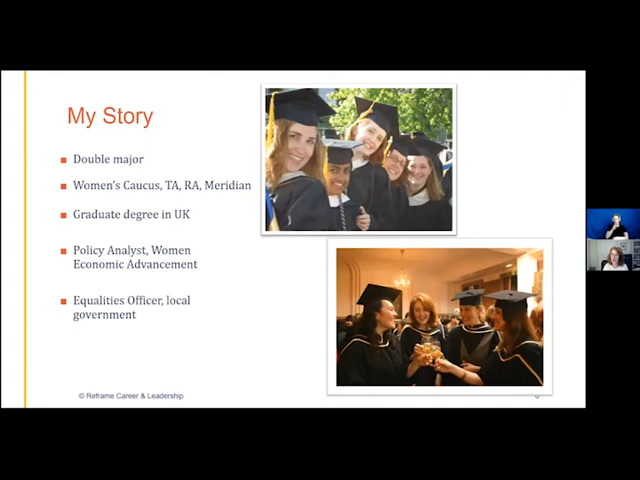 My Story
Double major
Women's Caucus, TA, RA, Meridian
Graduate degree in UK
Policy Analyst, Women
Economic Advancement
Equalities Officer, local
government
© Reframe Career & Leadership